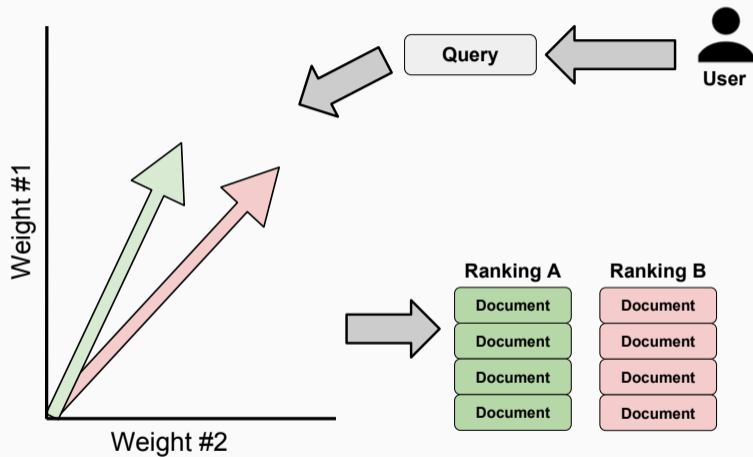 Query
User
Weight #1
Weight #2
Ranking A
Document
Document
Document
Document
Ranking B
Document
Document
Document
Document